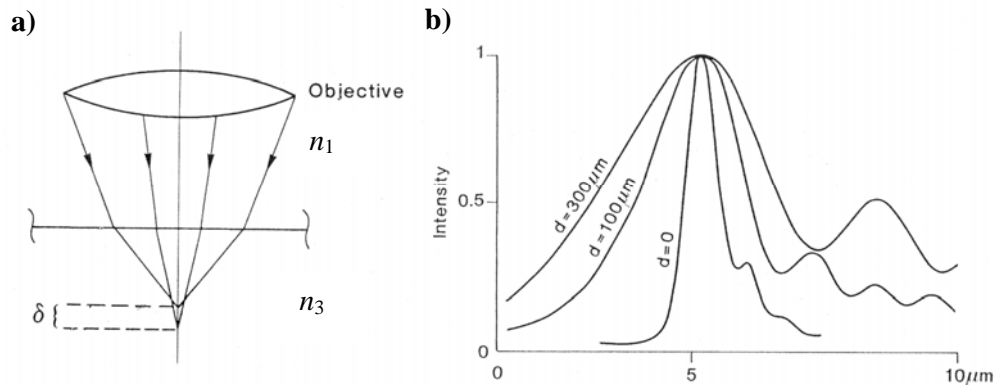 a)
Objective
n1
n3
δ
b)
1
Intensity
0.5
0
d=300μm
d=100μm
d=0
0
5
10μm